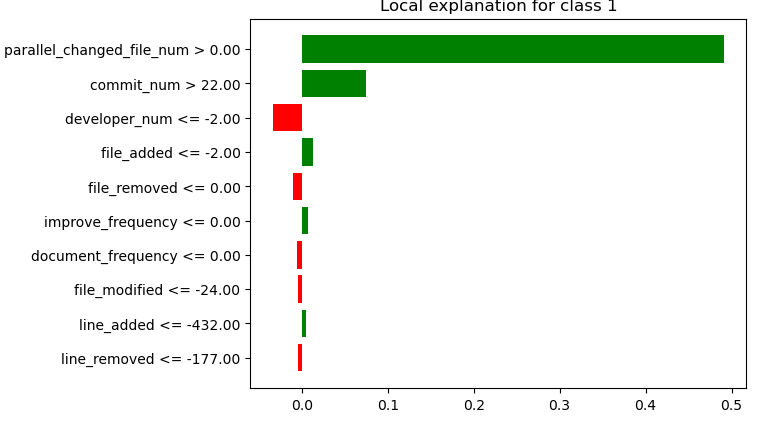 Local explanation for class 1
parallel_changed_file_num > 0.00
commit_num > 22.00
developer_num <= -2.00
file_added <= -2.00
file_removed <= 0.00
improve_frequency <= 0.00
document_frequency <= 0.00
file_modified <= -24.00
line_added <= -432.00
line_removed <= -177.00
0.0 0.1 0.2 0.3 0.4 0.5